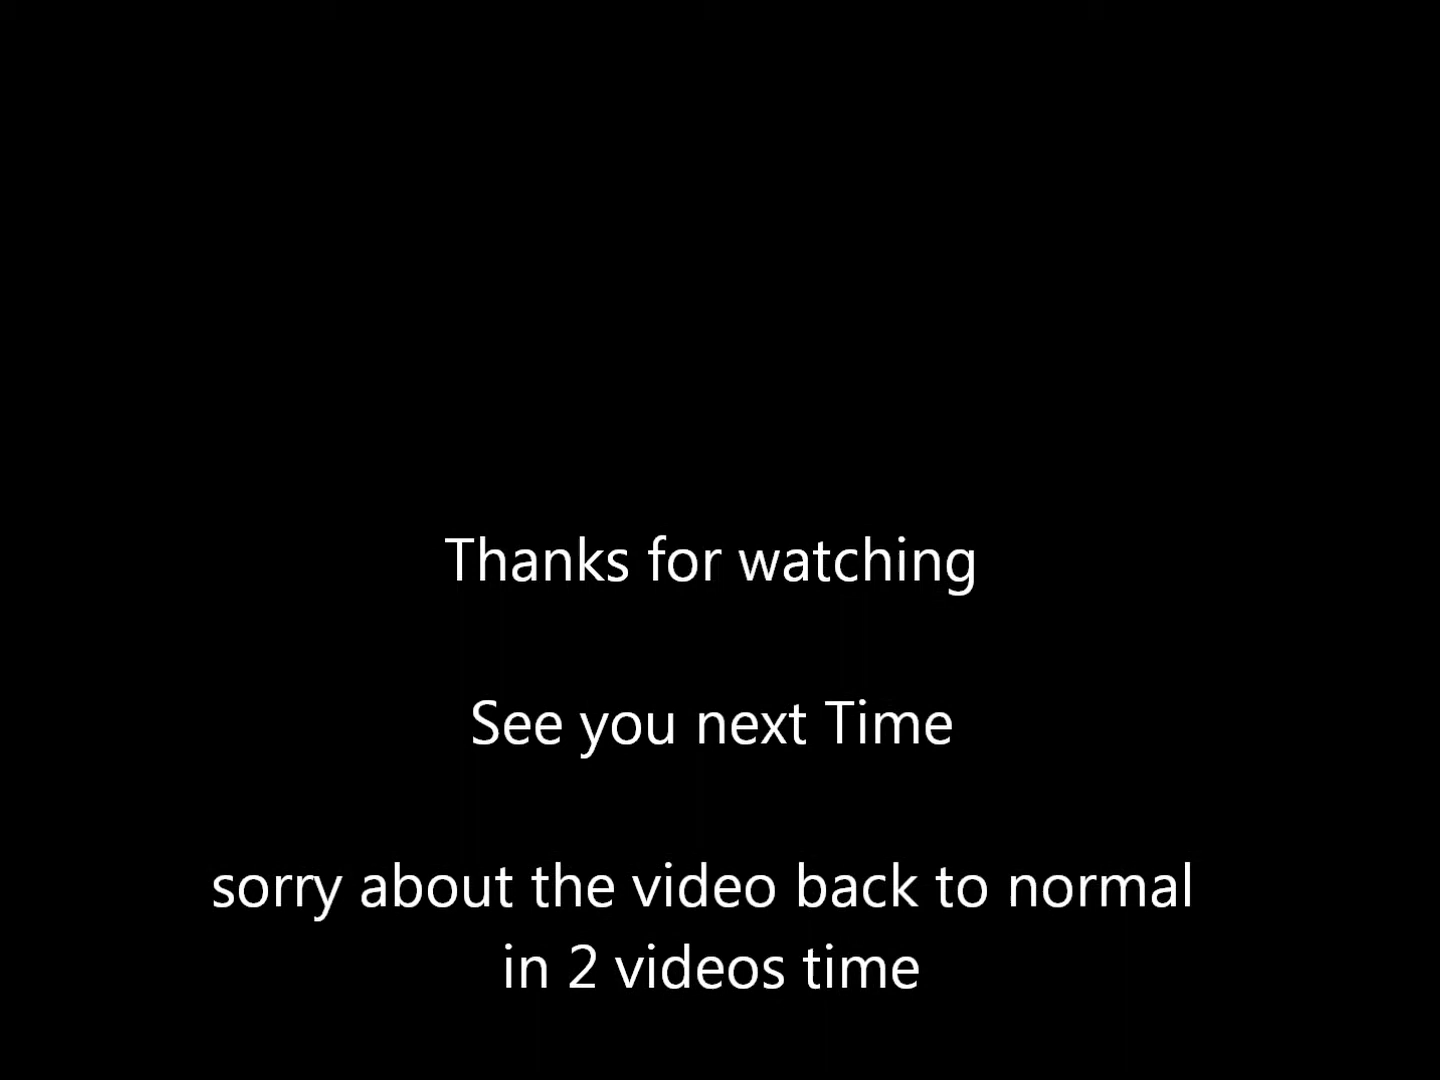 Thanks for watching
See you next Time
sorry about the video back to normal
in 2 videos time